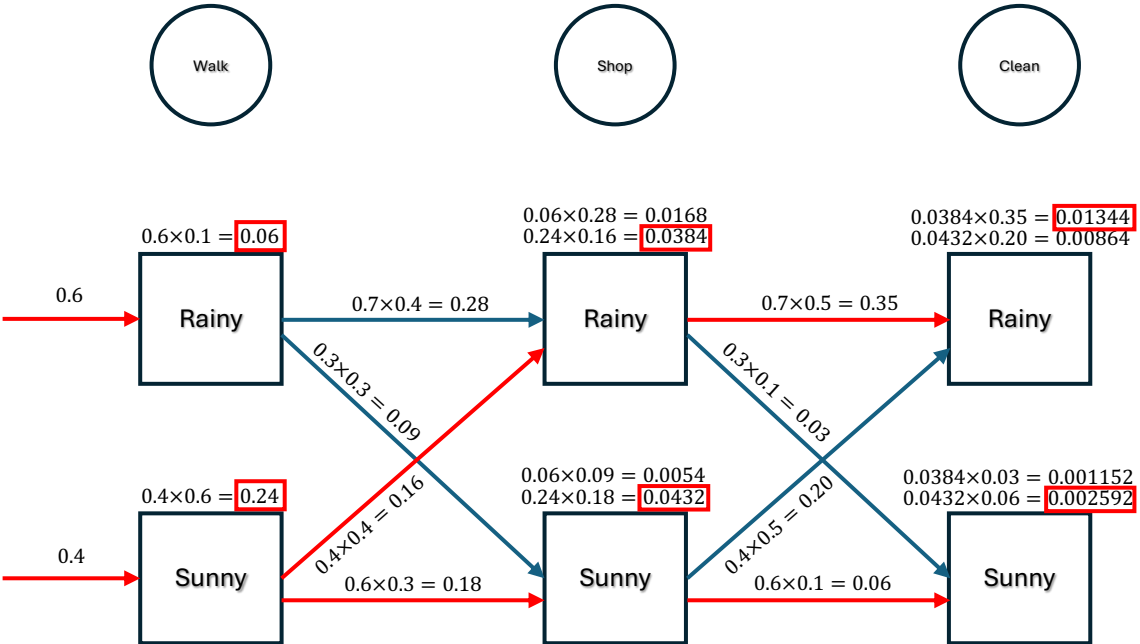 Walk
Shop
Clean
0.6×0.1 = 0.06
0.06×0.28 = 0.0168
0.24×0.16 = 0.0384
0.0384×0.35 = 0.01344
0.0432×0.20 = 0.00864
0.6
Rainy
0.7×0.4 = 0.28
Rainy
0.7×0.5 = 0.35
Rainy
0.3×0.3 = 0.09
0.3×0.1 = 0.03
0.4×0.4 = 0.16
0.4×0.5 = 0.20
0.4×0.6 = 0.24
0.06×0.09 = 0.0054
0.24×0.18 = 0.0432
0.0384×0.03 = 0.001152
0.0432×0.06 = 0.002592
0.4
Sunny
0.6×0.3 = 0.18
Sunny
0.6×0.1 = 0.06
Sunny